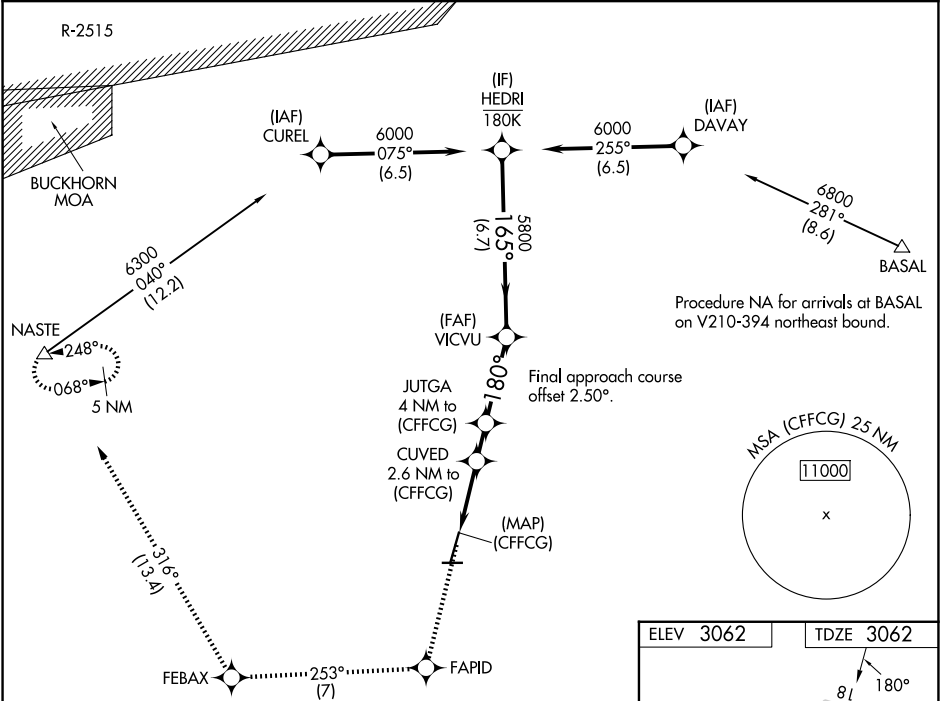 R-2515
BUCKHORN
MOA
(IAF)
CUREL
6000
075°
(6.5)
(IF)
HEDRI
180K
6000
255°
(6.5)
(IAF)
DAVAY
6800
281°
(8.6)
BASAL
Procedure NA for arrivals at BASAL
on V210-394 northeast bound.
5800
165°
(6.7)
6300
040°
(12.2)
NASTE
248°
068°
5 NM
(FAF)
VICVU
180°
Final approach course
offset 2.50°.
JUTGA
4 NM to
(CFFCG)
CUVED
2.6 NM to
(CFFCG)
(MAP)
(CFFCG)
MSA (CFFCG) 25 NM
11000
x
316°
(13.4)
FEBAX
253°
(7)
FAPID
ELEV 3062
TDZE 3062
180°
18